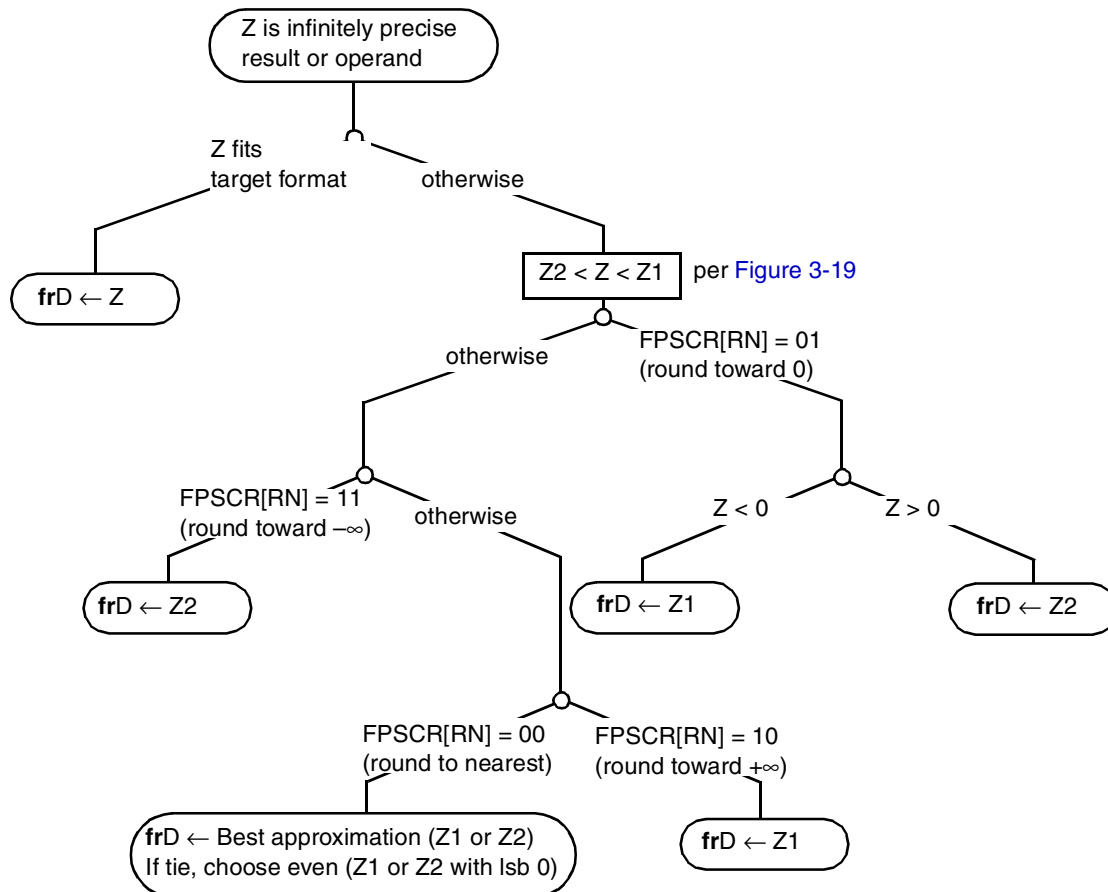 Z is infinitely precise
result or operand
Z fits
target format
otherwise
frD ← Z
Z2 < Z < Z1
per Figure 3-19
otherwise
FPSCR[RN] = 01
(round toward 0)
FPSCR[RN] = 11
(round toward –∞)
otherwise
Z < 0
Z > 0
frD ← Z2
frD ← Z1
frD ← Z2
FPSCR[RN] = 00
(round to nearest)
FPSCR[RN] = 10
(round toward +∞)
frD ← Best approximation (Z1 or Z2)
If tie, choose even (Z1 or Z2 with lsb 0)
frD ← Z1